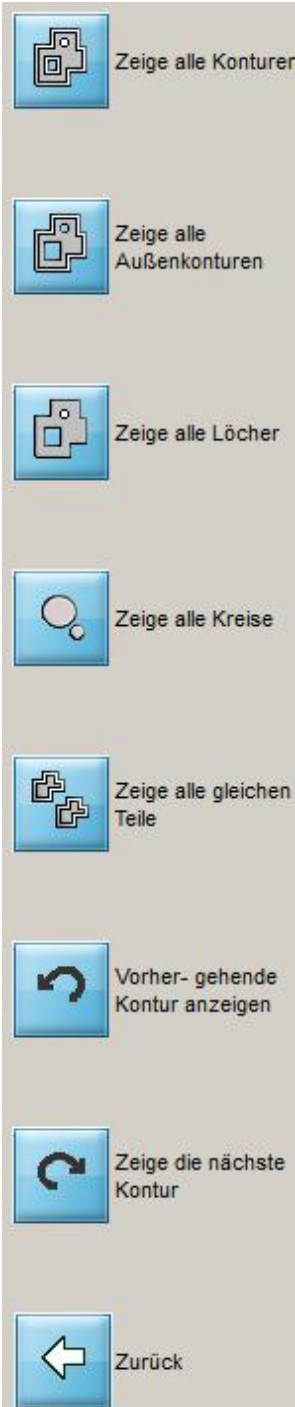 Zeige alle Konturen
Zeige alle
Außenkonturen
Zeige alle Löcher
Zeige alle Kreise
Zeige alle gleichen
Teile
Vorher- gehende
Kontur anzeigen
Zeige die nächste
Kontur
Zurück